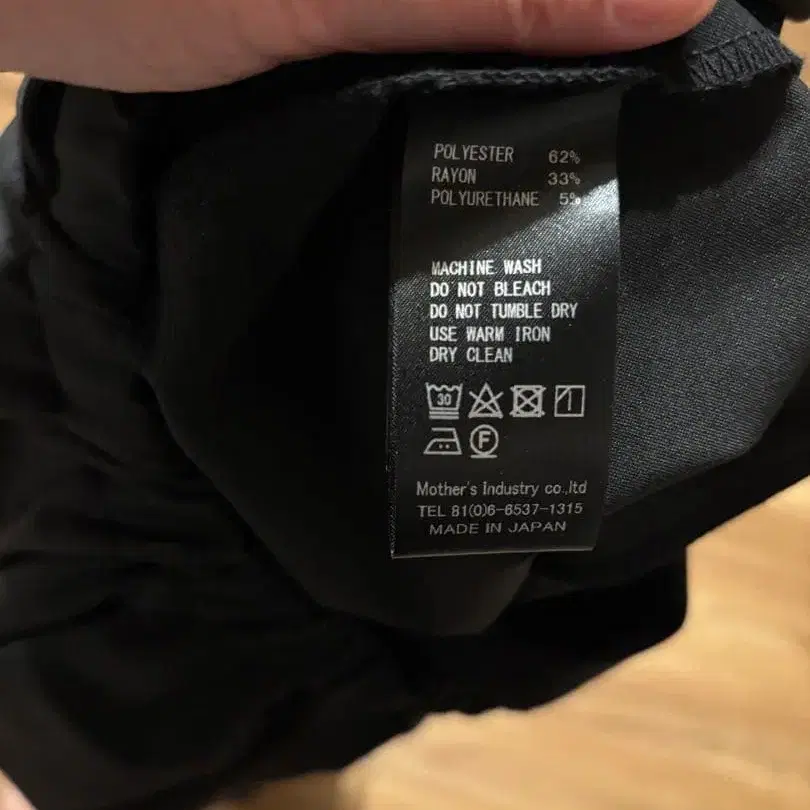 POLYESTER 62%
RAYON 33%
POLYURETHANE 5%
MACHINE WASH
DO NOT BLEACH
DO NOT TUMBLE DRY
USE WARM IRON
DRY CLEAN
30
F
Mother's Industry co.,ltd
TEL 81(0)6-6537-1315
MADE IN JAPAN